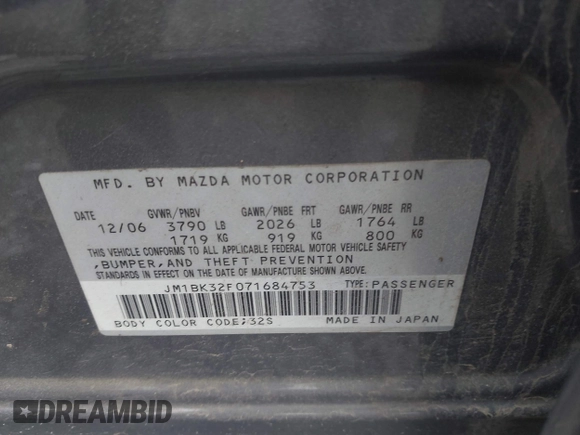 MFD. BY MAZDA MOTOR CORPORATION
DATE GVWR/PNBV GAWR/PNBE FRT GAWR/PNBE RR
12/06 3790 LB 2026 LB 1764 LB
1719 KG 919 KG 800 KG
THIS VEHICLE CONFORMS TO ALL APPLICABLE FEDERAL MOTOR VEHICLE SAFETY
,BUMPER,AND THEFT PREVENTION
STANDARDS IN EFFECT ON THE DATE OF MANUFACTURE SHOWN ABOVE.
JM1BK32F071684753 TYPE:PASSENGER
BODY COLOR CODE:32S MADE IN JAPAN
DREAMBID